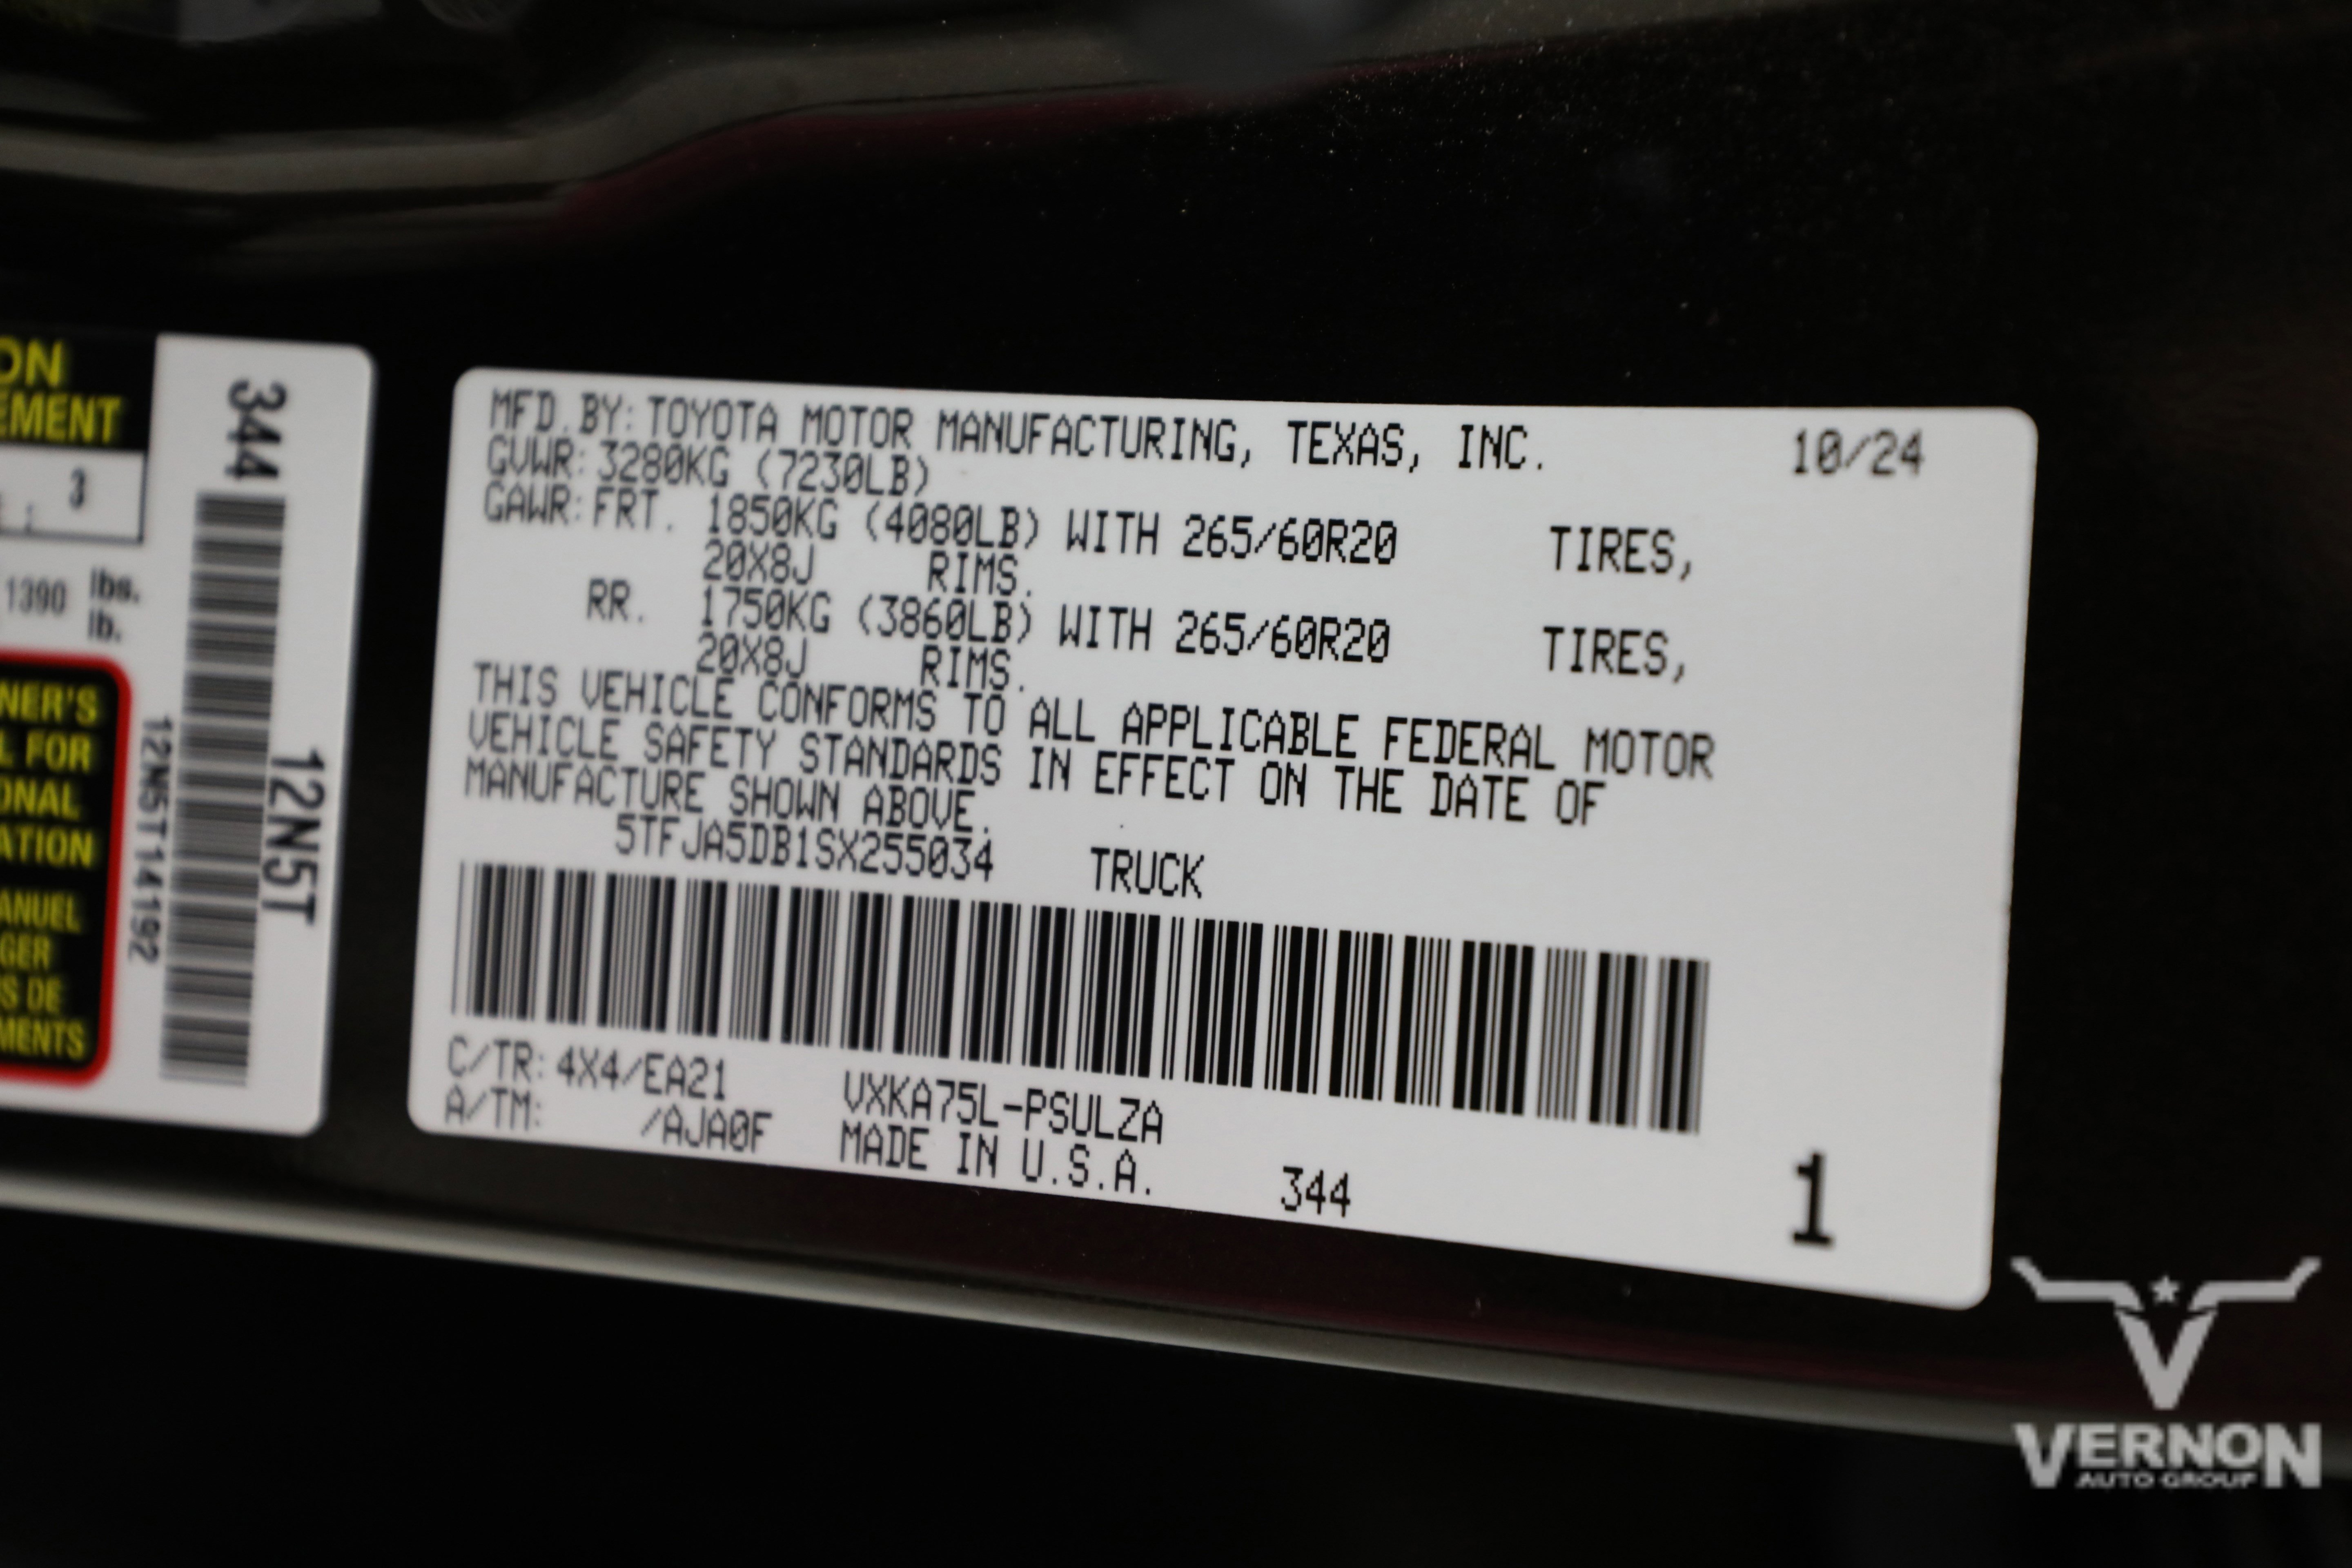 ON
EMENT
3
1390 lbs.
lb.
NER'S
L FOR
ONAL
ATION
ANUEL
GER
S DE
MENTS
344
12N5T
12N5T141192
MFD.BY:TOYOTA MOTOR MANUFACTURING, TEXAS, INC. 10/24
GVWR:3280KG (7230LB)
GAWR:FRT. 1850KG (4080LB) WITH 265/60R20 TIRES,
20X8J RIMS.
RR. 1750KG (3860LB) WITH 265/60R20 TIRES,
20X8J RIMS.
THIS VEHICLE CONFORMS TO ALL APPLICABLE FEDERAL MOTOR
VEHICLE SAFETY STANDARDS IN EFFECT ON THE DATE OF
MANUFACTURE SHOWN ABOVE.
5TFJA5DB1SX255034 TRUCK
C/TR:4X4/EA21 VXKA75L-PSULZA
A/TM: /AJA0F MADE IN U.S.A. 344 1
V
VERNON
AUTO GROUP